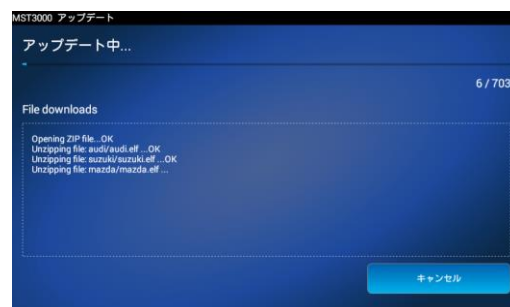 MST3000 アップデート
アップデート中...
6 / 703
File downloads
Opening ZIP file...OK
Unzipping file: audi/audi.elf ...OK
Unzipping file: suzuki/suzuki.elf ...OK
Unzipping file: mazda/mazda.elf ...
キャンセル